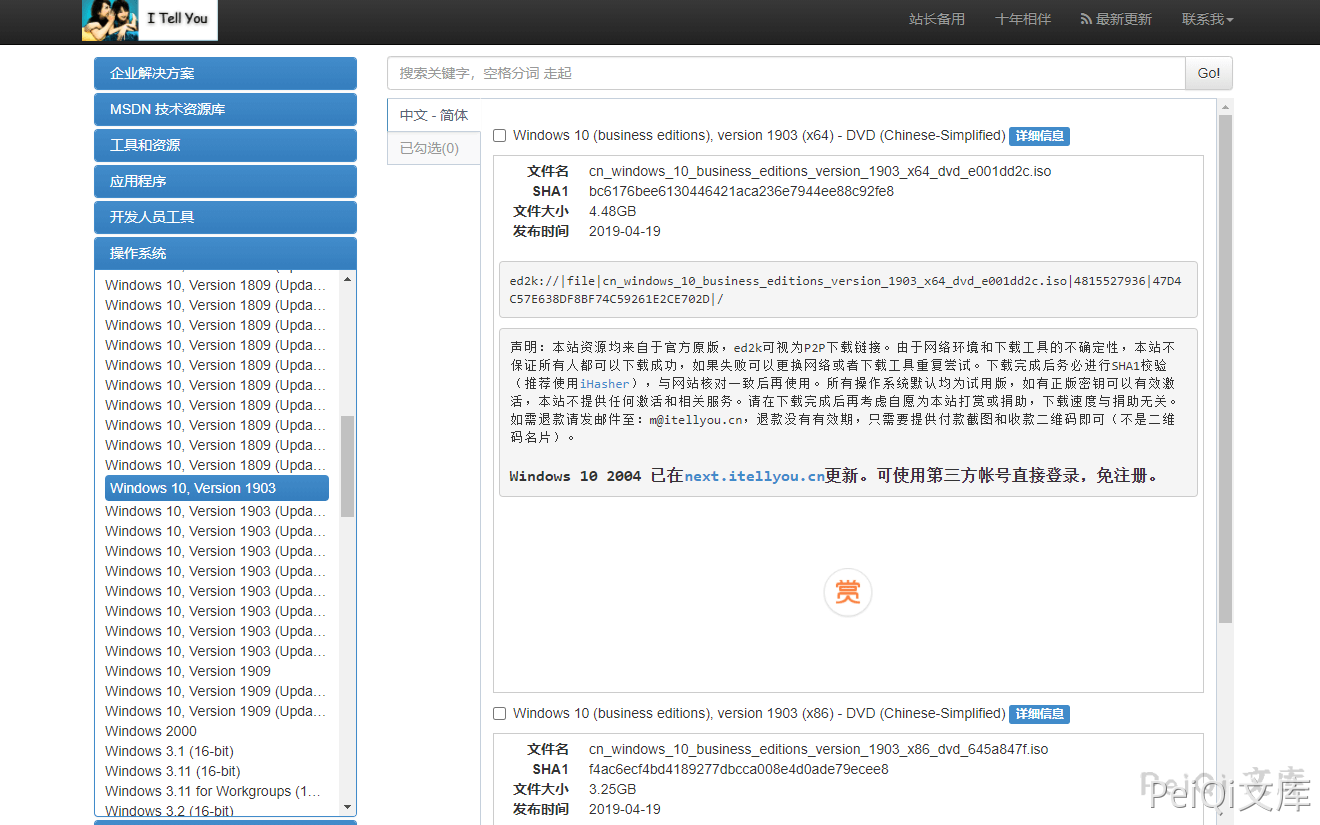 I Tell You
站长备用
十年相伴
最新更新
联系我
企业解决方案
MSDN 技术资源库
工具和资源
应用程序
开发人员工具
操作系统
Windows 10, Version 1809 (Upda...
Windows 10, Version 1809 (Upda...
Windows 10, Version 1809 (Upda...
Windows 10, Version 1809 (Upda...
Windows 10, Version 1809 (Upda...
Windows 10, Version 1809 (Upda...
Windows 10, Version 1809 (Upda...
Windows 10, Version 1809 (Upda...
Windows 10, Version 1809 (Upda...
Windows 10, Version 1809 (Upda...
Windows 10, Version 1903
Windows 10, Version 1903 (Upda...
Windows 10, Version 1903 (Upda...
Windows 10, Version 1903 (Upda...
Windows 10, Version 1903 (Upda...
Windows 10, Version 1903 (Upda...
Windows 10, Version 1903 (Upda...
Windows 10, Version 1903 (Upda...
Windows 10, Version 1903 (Upda...
Windows 10, Version 1909
Windows 10, Version 1909 (Upda...
Windows 10, Version 1909 (Upda...
Windows 2000
Windows 3.1 (16-bit)
Windows 3.11 (16-bit)
Windows 3.11 for Workgroups (1...
Windows 3.2 (16-bit)
搜索关键字，空格分词 走起
Go!
中文 - 简体
已勾选(0)
Windows 10 (business editions), version 1903 (x64) - DVD (Chinese-Simplified) 详细信息
文件名 cn_windows_10_business_editions_version_1903_x64_dvd_e001dd2c.iso
SHA1 bc6176bee6130446421aca236e7944ee88c92fe8
文件大小 4.48GB
发布时间 2019-04-19
ed2k://|file|cn_windows_10_business_editions_version_1903_x64_dvd_e001dd2c.iso|4815527936|47D4
C57E638DF8BF74C59261E2CE702D|/
声明：本站资源均来自于官方原版，ed2k可视为P2P下载链接。由于网络环境和下载工具的不确定性，本站不
保证所有人都可以下载成功，如果失败可以更换网络或者下载工具重复尝试。下载完成后务必进行SHA1校验
（推荐使用iHasher），与网站核对一致后再使用。所有操作系统默认均为试用版，如有正版密钥可以有效激
活，本站不提供任何激活和相关服务。请在下载完成后再考虑自愿为本站打赏或捐助，下载速度与捐助无关。
如需退款请发邮件至：m@itellyou.cn，退款没有有效期，只需要提供付款截图和收款二维码即可（不是二维
码名片）。
Windows 10 2004 已在next.itellyou.cn更新。可使用第三方帐号直接登录，免注册。
赏
Windows 10 (business editions), version 1903 (x86) - DVD (Chinese-Simplified) 详细信息
文件名 cn_windows_10_business_editions_version_1903_x86_dvd_645a847f.iso
SHA1 f4ac6ecf4bd4189277dbcca008e4d0ade79ecee8
文件大小 3.25GB
发布时间 2019-04-19
PeiQi文库
PeiQi文库